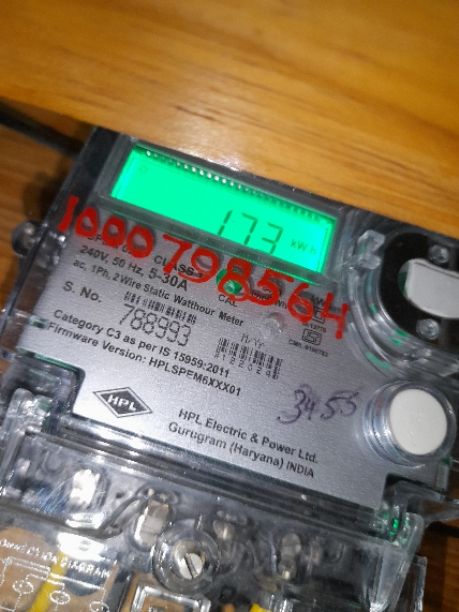 173 kWh
1000798564
CLASS-1
240V, 50 Hz, 5-30A
ac, 1Ph, 2 Wire Static Watthour Meter
CAL
S. No.
788993
Category C3 as per IS 15959:2011
Firmware Version: HPLSPEM6XXX01
3455
HPL
HPL Electric & Power Ltd.
Gurugram (Haryana) INDIA